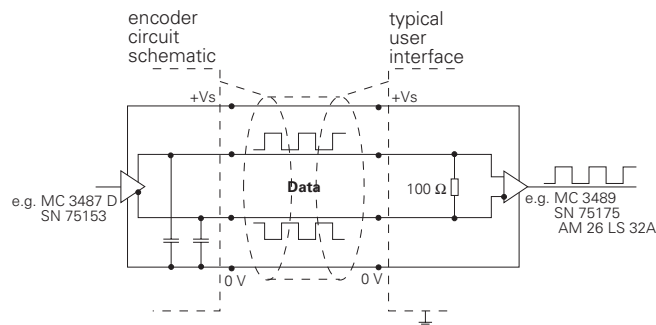 encoder
circuit
schematic
typical
user
interface
+Vs
+Vs
Data
100 Ω
e.g. MC 3487 D
SN 75153
e.g. MC 3489
SN 75175
AM 26 LS 32A
0 V
0 V